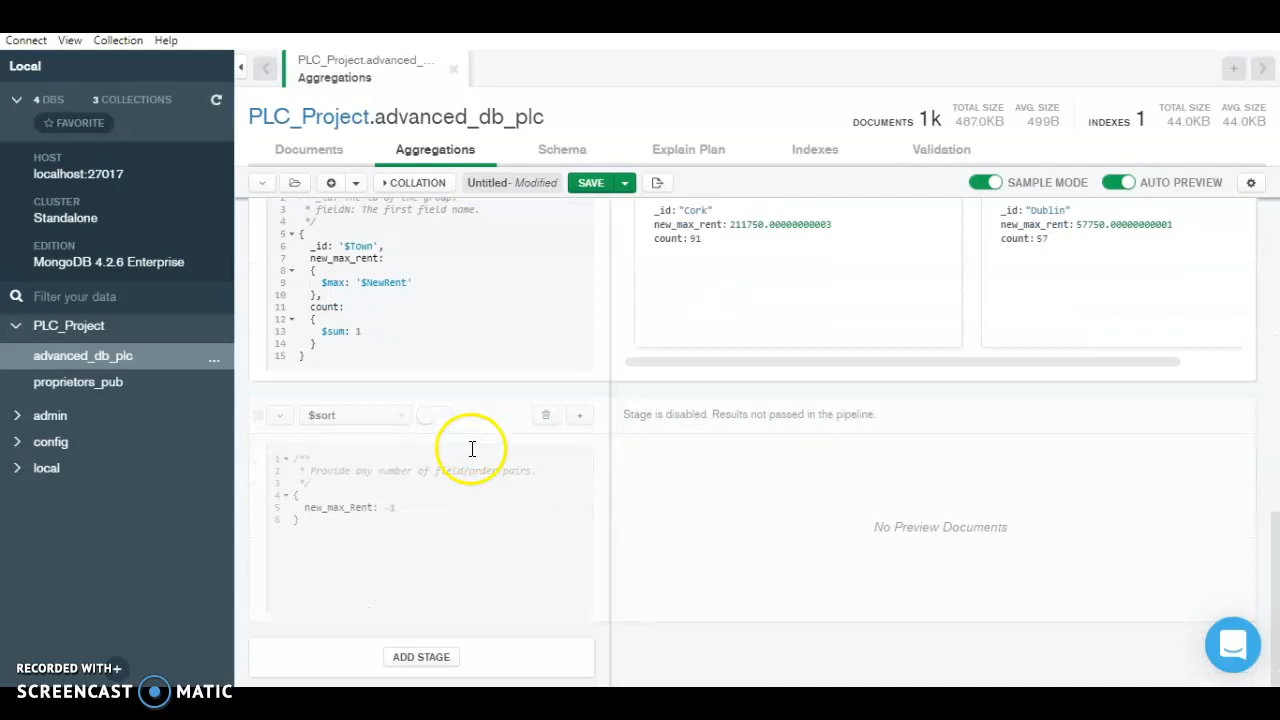 Connect View Collection Help
Local
4 DBS 3 COLLECTIONS
☆ FAVORITE
HOST
localhost:27017
CLUSTER
Standalone
EDITION
MongoDB 4.2.6 Enterprise
Filter your data
PLC_Project
advanced_db_plc ...
proprietors_pub
admin
config
local
RECORDED WITH
SCREENCAST MATIC
PLC_Project.advanced_...
Aggregations
PLC_Project.advanced_db_plc
DOCUMENTS 1k TOTAL SIZE 487.0KB AVG. SIZE 499B INDEXES 1 TOTAL SIZE 44.0KB AVG. SIZE 44.0KB
Documents Aggregations Schema Explain Plan Indexes Validation
COLLATION Untitled- Modified SAVE SAMPLE MODE AUTO PREVIEW
2 * _id: The id of the group.
3 * fieldN: The first field name.
4 */
5 {
6 _id: '$Town',
7 new_max_rent:
8 {
9 $max: '$NewRent'
10 },
11 count:
12 {
13 $sum: 1
14 }
15 }
_id: "Cork"
new_max_rent: 211750.00000000003
count: 91
_id: "Dublin"
new_max_rent: 57750.00000000001
count: 57
$sort
Stage is disabled. Results not passed in the pipeline.
1 /**
2 * Provide any number of field/order pairs.
3 */
4 {
5 new_max_Rent: -1
6 }
No Preview Documents
ADD STAGE